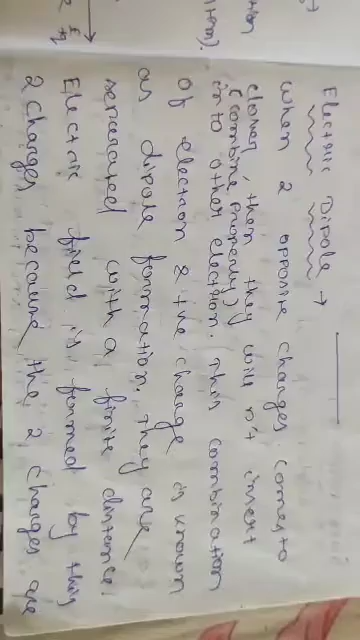 Electric Dipole →
When 2 opposite charges comes to
closer, then they will n't insert
(combine properly)
into other electron. This combination
of electron & +ve charge is known
as dipole formation. They are
separated with a finite distance.
Electric field is formed by this
2 charges because the 2 charges are